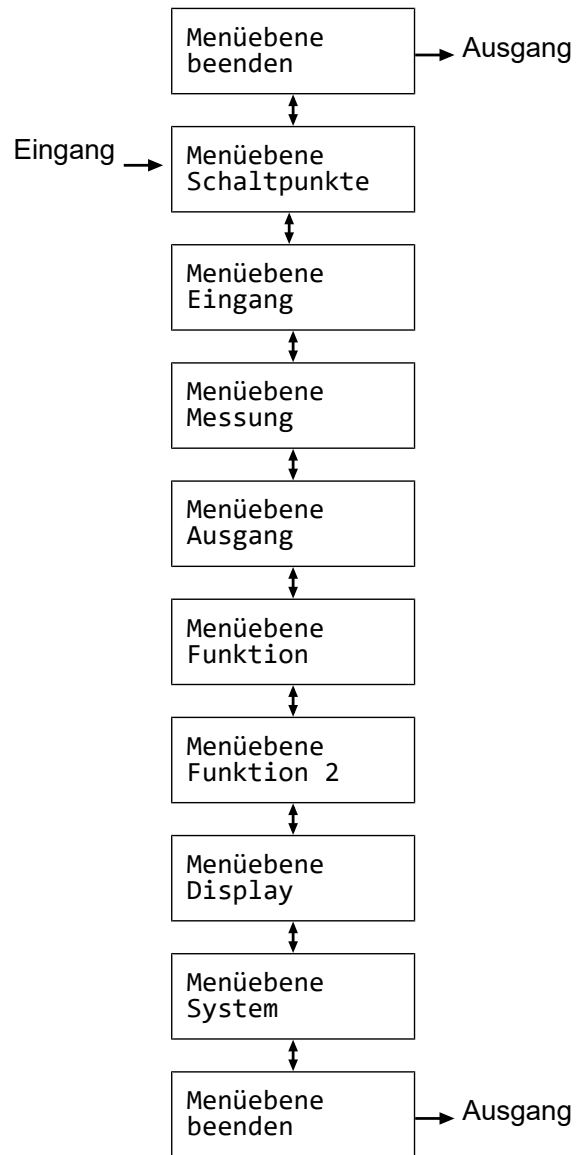 Menüebene
beenden
Ausgang
Eingang
Menüebene
Schaltpunkte
Menüebene
Eingang
Menüebene
Messung
Menüebene
Ausgang
Menüebene
Funktion
Menüebene
Funktion 2
Menüebene
Display
Menüebene
System
Menüebene
beenden
Ausgang